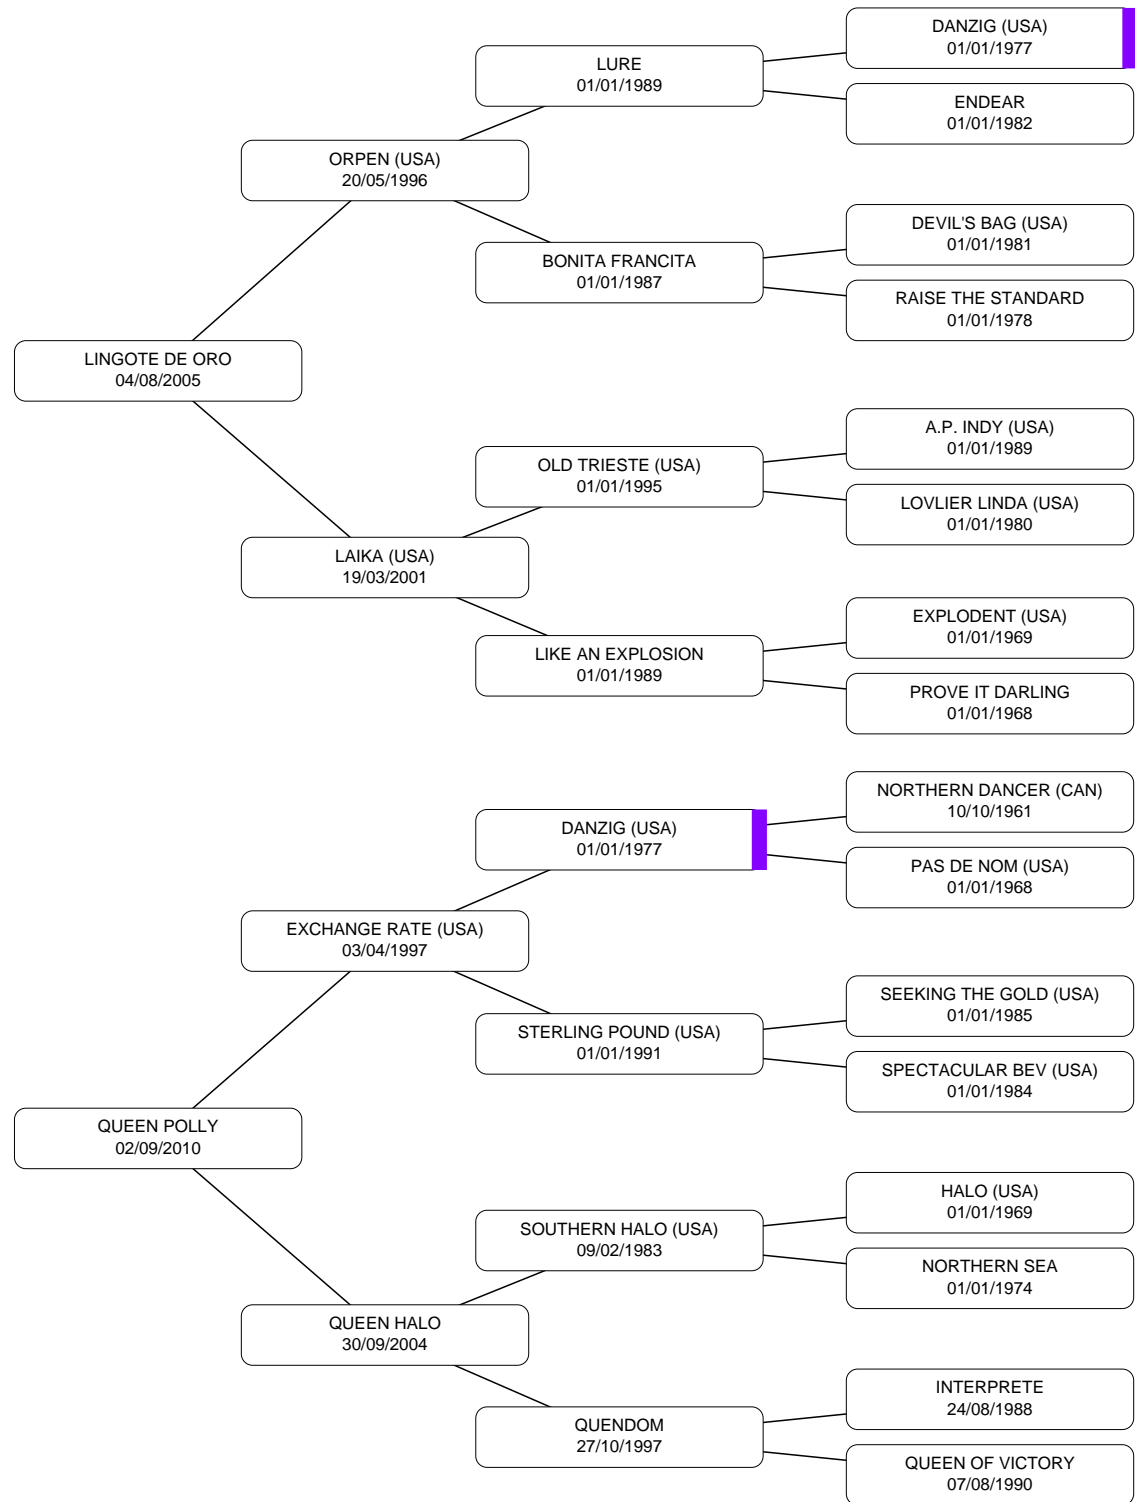 DANZIG (USA)
01/01/1977
LURE
01/01/1989
ENDEAR
01/01/1982
ORPEN (USA)
20/05/1996
DEVIL'S BAG (USA)
01/01/1981
BONITA FRANCITA
01/01/1987
RAISE THE STANDARD
01/01/1978
LINGOTE DE ORO
04/08/2005
A.P. INDY (USA)
01/01/1989
OLD TRIESTE (USA)
01/01/1995
LOVLIER LINDA (USA)
01/01/1980
LAIKA (USA)
19/03/2001
EXPLODENT (USA)
01/01/1969
LIKE AN EXPLOSION
01/01/1989
PROVE IT DARLING
01/01/1968
NORTHERN DANCER (CAN)
10/10/1961
DANZIG (USA)
01/01/1977
PAS DE NOM (USA)
01/01/1968
EXCHANGE RATE (USA)
03/04/1997
SEEKING THE GOLD (USA)
01/01/1985
STERLING POUND (USA)
01/01/1991
SPECTACULAR BEV (USA)
01/01/1984
QUEEN POLLY
02/09/2010
HALO (USA)
01/01/1969
SOUTHERN HALO (USA)
09/02/1983
NORTHERN SEA
01/01/1974
QUEEN HALO
30/09/2004
INTERPRETE
24/08/1988
QUENDOM
27/10/1997
QUEEN OF VICTORY
07/08/1990